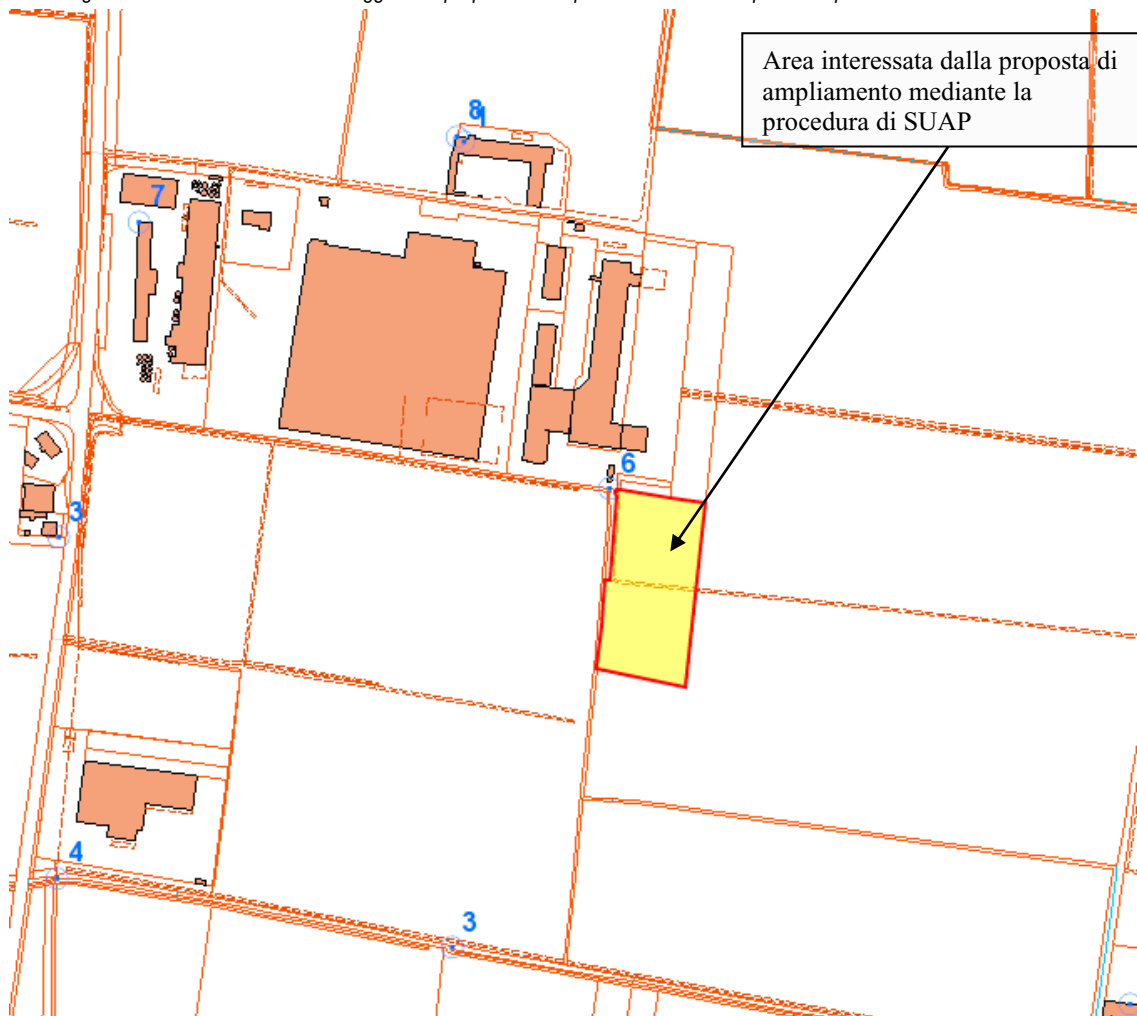 Area interessata dalla proposta di
ampliamento mediante la
procedura di SUAP
8
7
6
3
4
3